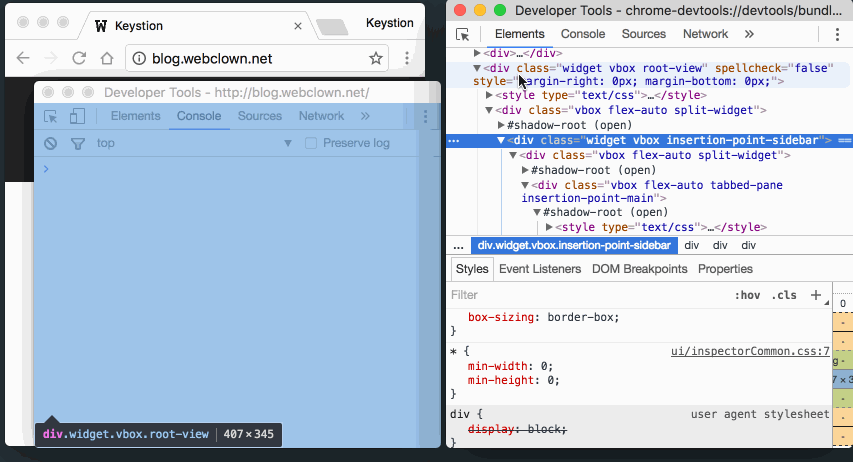 Keystion
Keystion
blog.webclown.net
Developer Tools - http://blog.webclown.net/
Elements Console Sources Network »
top ▼ Preserve log
>
div.widget.vbox.root-view | 407 × 345
Developer Tools - chrome-devtools://devtools/bundl...
Elements Console Sources Network »
▶<div>…</div>
▼<div class="widget vbox root-view" spellcheck="false"
style="margin-right: 0px; margin-bottom: 0px;">
▶<style type="text/css">…</style>
▼<div class="vbox flex-auto split-widget">
▶#shadow-root (open)
… ▼<div class="widget vbox insertion-point-sidebar"> ==
▼<div class="vbox flex-auto split-widget">
▶#shadow-root (open)
▼<div class="vbox flex-auto tabbed-pane
insertion-point-main">
▼#shadow-root (open)
▶<style type="text/css">…</style>
... div.widget.vbox.insertion-point-sidebar div div div
Styles Event Listeners DOM Breakpoints Properties
Filter :hov .cls +
0
box-sizing: border-box;
}
* { ui/inspectorCommon.css:7
min-width: 0;
min-height: 0;
}
div { user agent stylesheet
display: block;
}